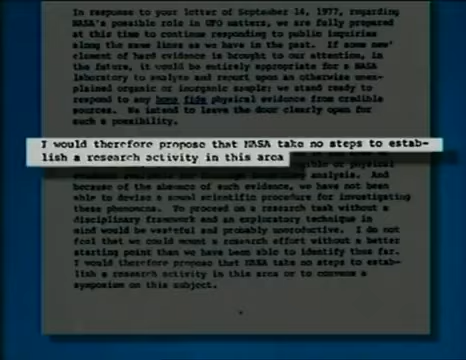 In response to your letter of September 14, 1977, regarding
NASA's possible role in UFO matters, we are fully prepared
at this time to continue responding to public inquiries
along the same lines as we have in the past. If some new
element of hard evidence is brought to our attention, in
the future, it would be entirely appropriate for a NASA
laboratory to analyze and report upon an otherwise unex-
plained organic or inorganic sample; we stand ready to
respond to any bona fide physical evidence from credible
sources. We intend to leave the door clearly open for
such a possibility.
I would therefore propose that NASA take no steps to estab-
lish a research activity in this area
or physical
analysis. And
because of the absence of such evidence, we have not been
able to devise a sound scientific procedure for investigating
these phenomena. To proceed on a research task without a
disciplinary framework and an exploratory technique in
mind would be wasteful and probably unproductive. I do not
feel that we could mount a research effort without a better
starting point than we have been able to identify thus far.
I would therefore propose that NASA take no steps to estab-
lish a research activity in this area or to convene a
symposium on this subject.